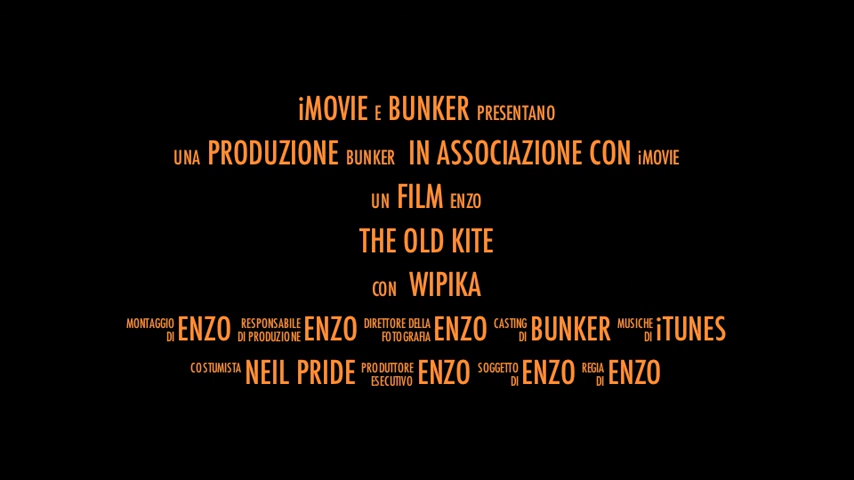 iMOVIE E BUNKER PRESENTANO
UNA PRODUZIONE BUNKER IN ASSOCIAZIONE CON iMOVIE
UN FILM ENZO
THE OLD KITE
CON WIPIKA
MONTAGGIO DI ENZO RESPONSABILE DI PRODUZIONE ENZO DIRETTORE DELLA FOTOGRAFIA ENZO CASTING DI BUNKER MUSICHE DI iTUNES
COSTUMISTA NEIL PRIDE PRODUTTORE ESECUTIVO ENZO SOGGETTO DI ENZO REGIA DI ENZO